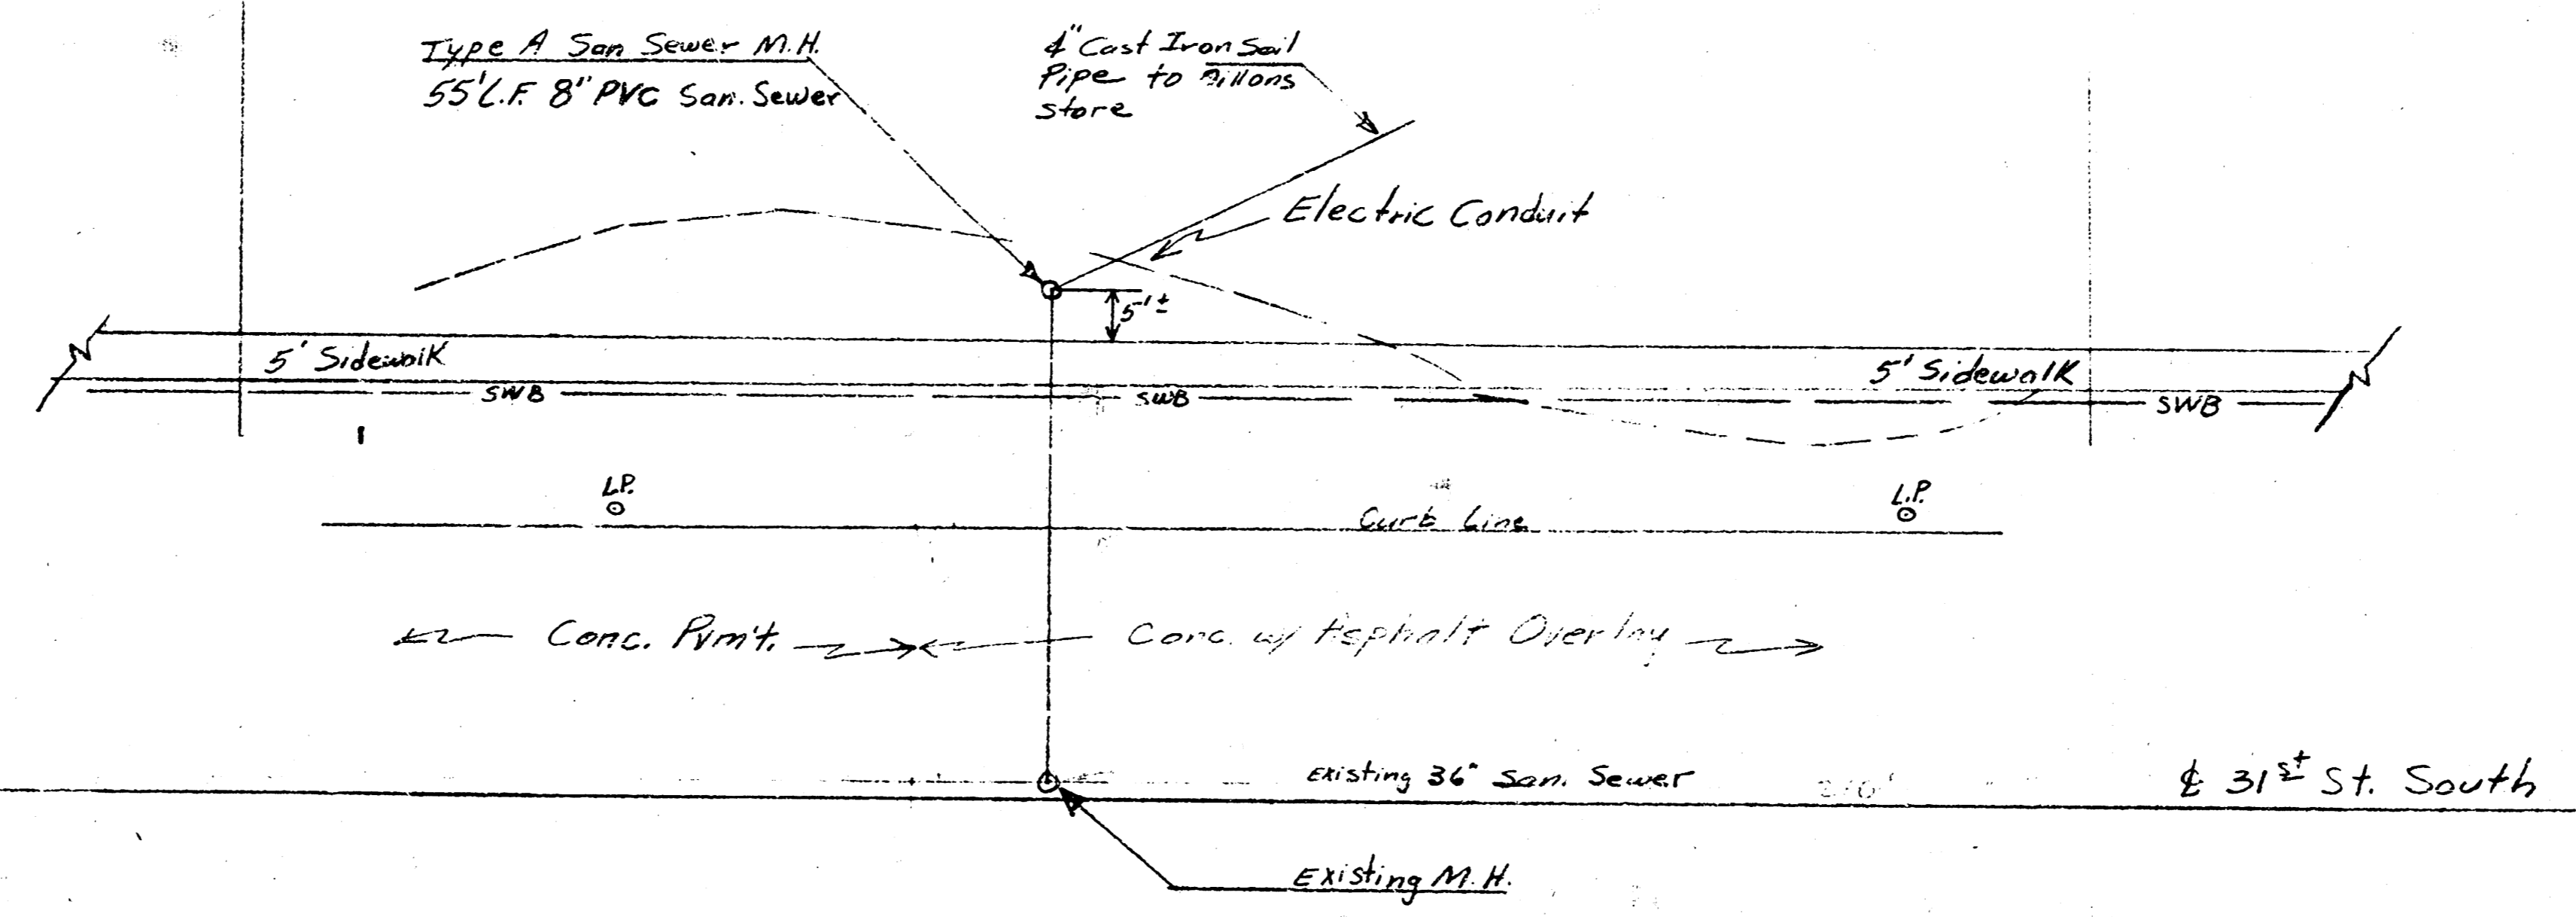 Type A San Sewer M.H.
55' L.F. 8" PVC San. Sewer
4" Cast Iron Soil
Pipe to Dillons
store
Electric Conduit
5'±
5' Sidewalk
5' Sidewalk
SWB
SWB
SWB
L.P.
L.P.
Curb Line
Conc. Pvm't.
Conc. w/ Asphalt Overlay
Existing 36" San. Sewer
℄ 31st St. South
Existing M.H.